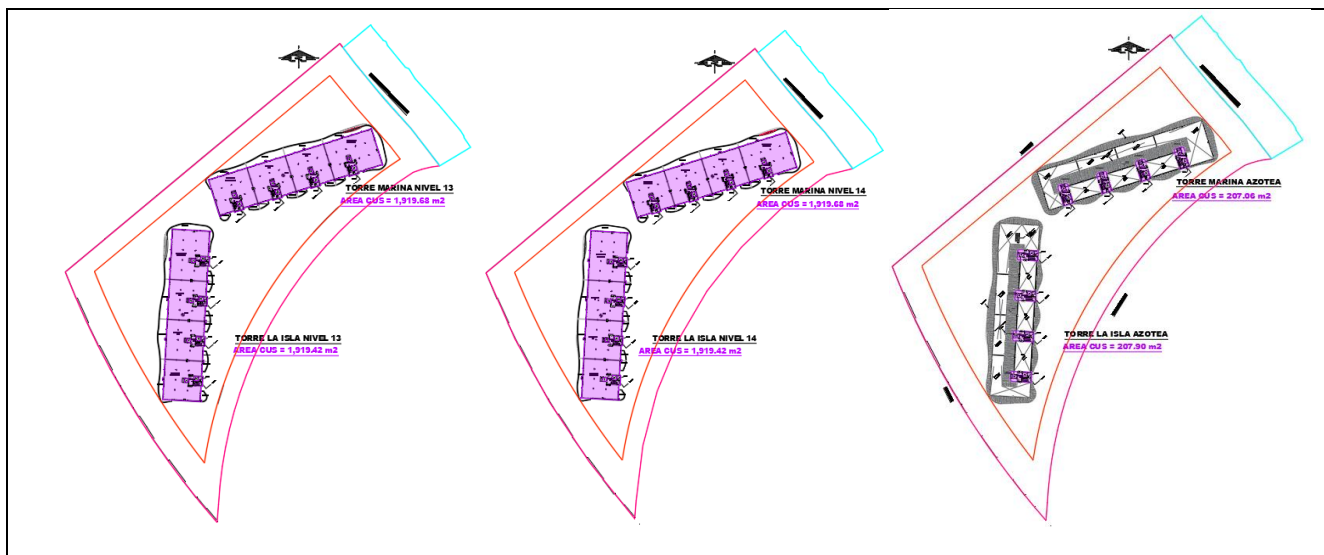 TORRE MARINA NIVEL 13
AREA CUS = 1,919.68 m2
TORRE LA ISLA NIVEL 13
AREA CUS = 1,919.42 m2
TORRE MARINA NIVEL 14
AREA CUS = 1,919.68 m2
TORRE LA ISLA NIVEL 14
AREA CUS = 1,919.42 m2
TORRE MARINA AZOTEA
AREA CUS = 207.06 m2
TORRE LA ISLA AZOTEA
AREA CUS = 207.90 m2